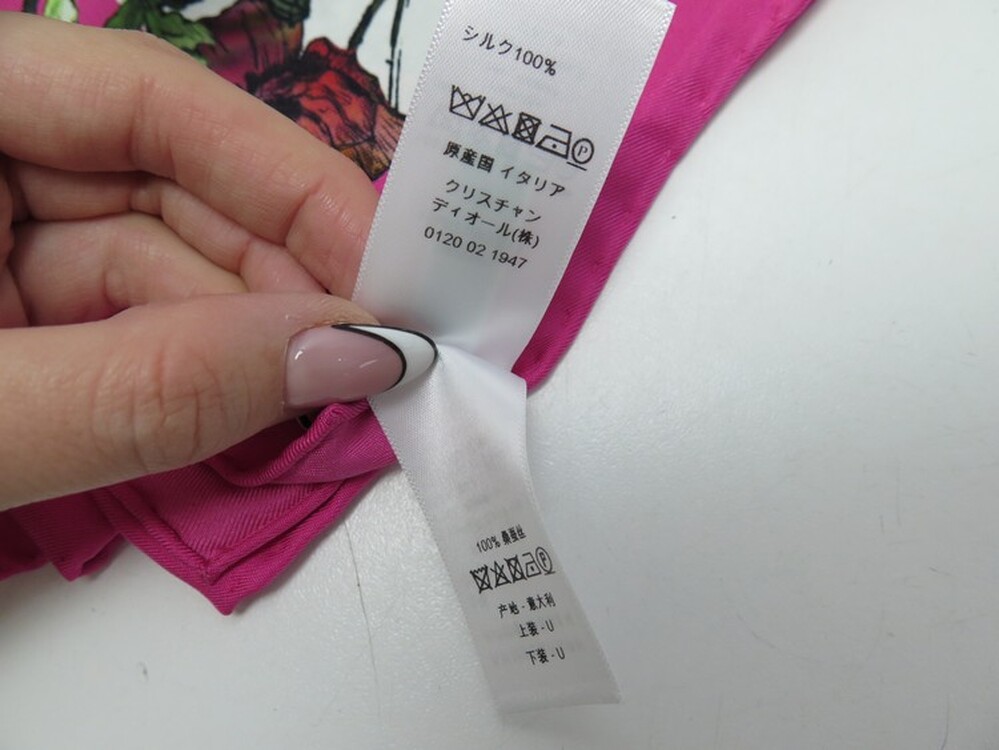 シルク100%
P
原産国 イタリア
クリスチャン
ディオール(株)
0120 02 1947
100% 桑蚕丝
P
产地 - 意大利
上装 - U
下装 - U